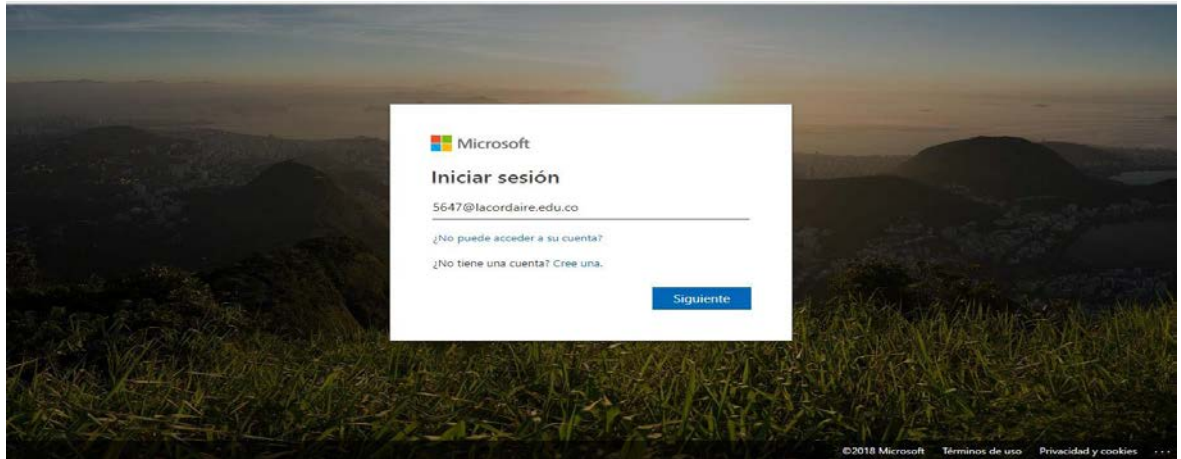 Microsoft
Iniciar sesión
5647@lacordaire.edu.co
¿No puede acceder a su cuenta?
¿No tiene una cuenta? Cree una.
Siguiente
©2018 Microsoft Términos de uso Privacidad y cookies ...